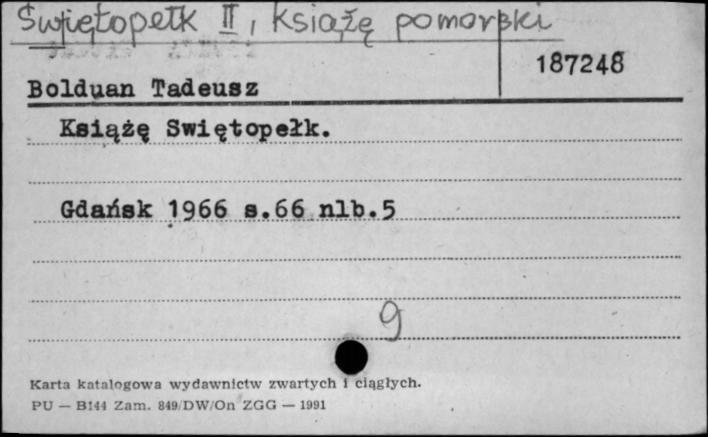 Świętopełk II, książę pomorski
187248
Bolduan Tadeusz
Książę Swiętopełk.
Gdańsk 1966 s.66 nlb.5
9
Karta katalogowa wydawnictw zwartych i ciągłych.
PU — B144 Zam. 849/DW/On ZGG — 1991